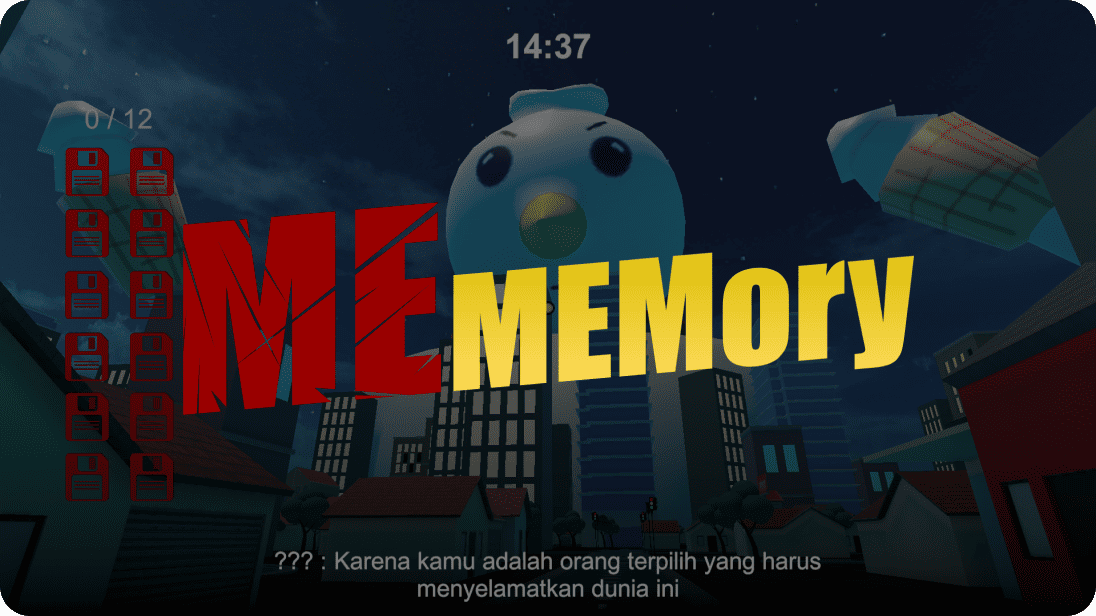 14:37
0 / 12
ME MEMory
??? : Karena kamu adalah orang terpilih yang harus
menyelamatkan dunia ini